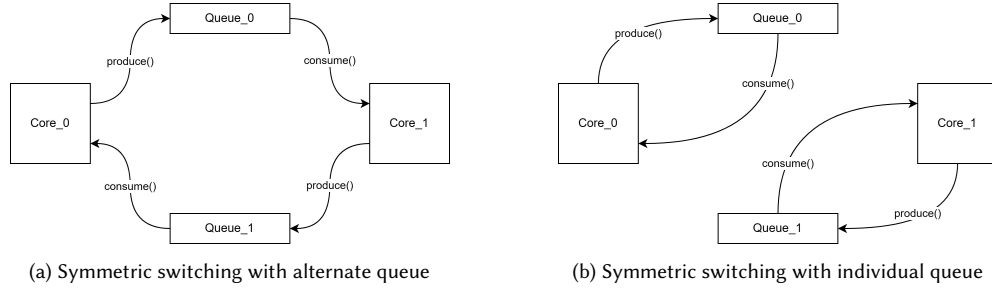 Queue_0
produce()
consume()
Core_0
Core_1
consume()
produce()
Queue_1
(a) Symmetric switching with alternate queue
Queue_0
produce()
consume()
Core_0
Core_1
consume()
produce()
Queue_1
(b) Symmetric switching with individual queue